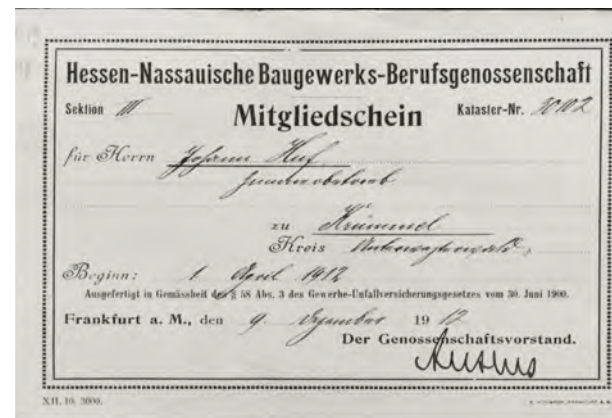 Hessen-Nassauische Baugewerks-Berufsgenossenschaft
Sektion III Mitgliedschein Kataster-Nr.
für Herrn Johann Huf
zu Krümmel
Kreis Unterwesterwald
Beginn: 1 April 1912
Ausgefertigt in Gemässheit des § 58 Abs. 3 des Gewerbe-Unfallversicherungsgesetzes vom 30. Juni 1900.
Frankfurt a. M., den 9. Dezember 1912
Der Genossenschaftsvorstand.
XII. 10. 3000.